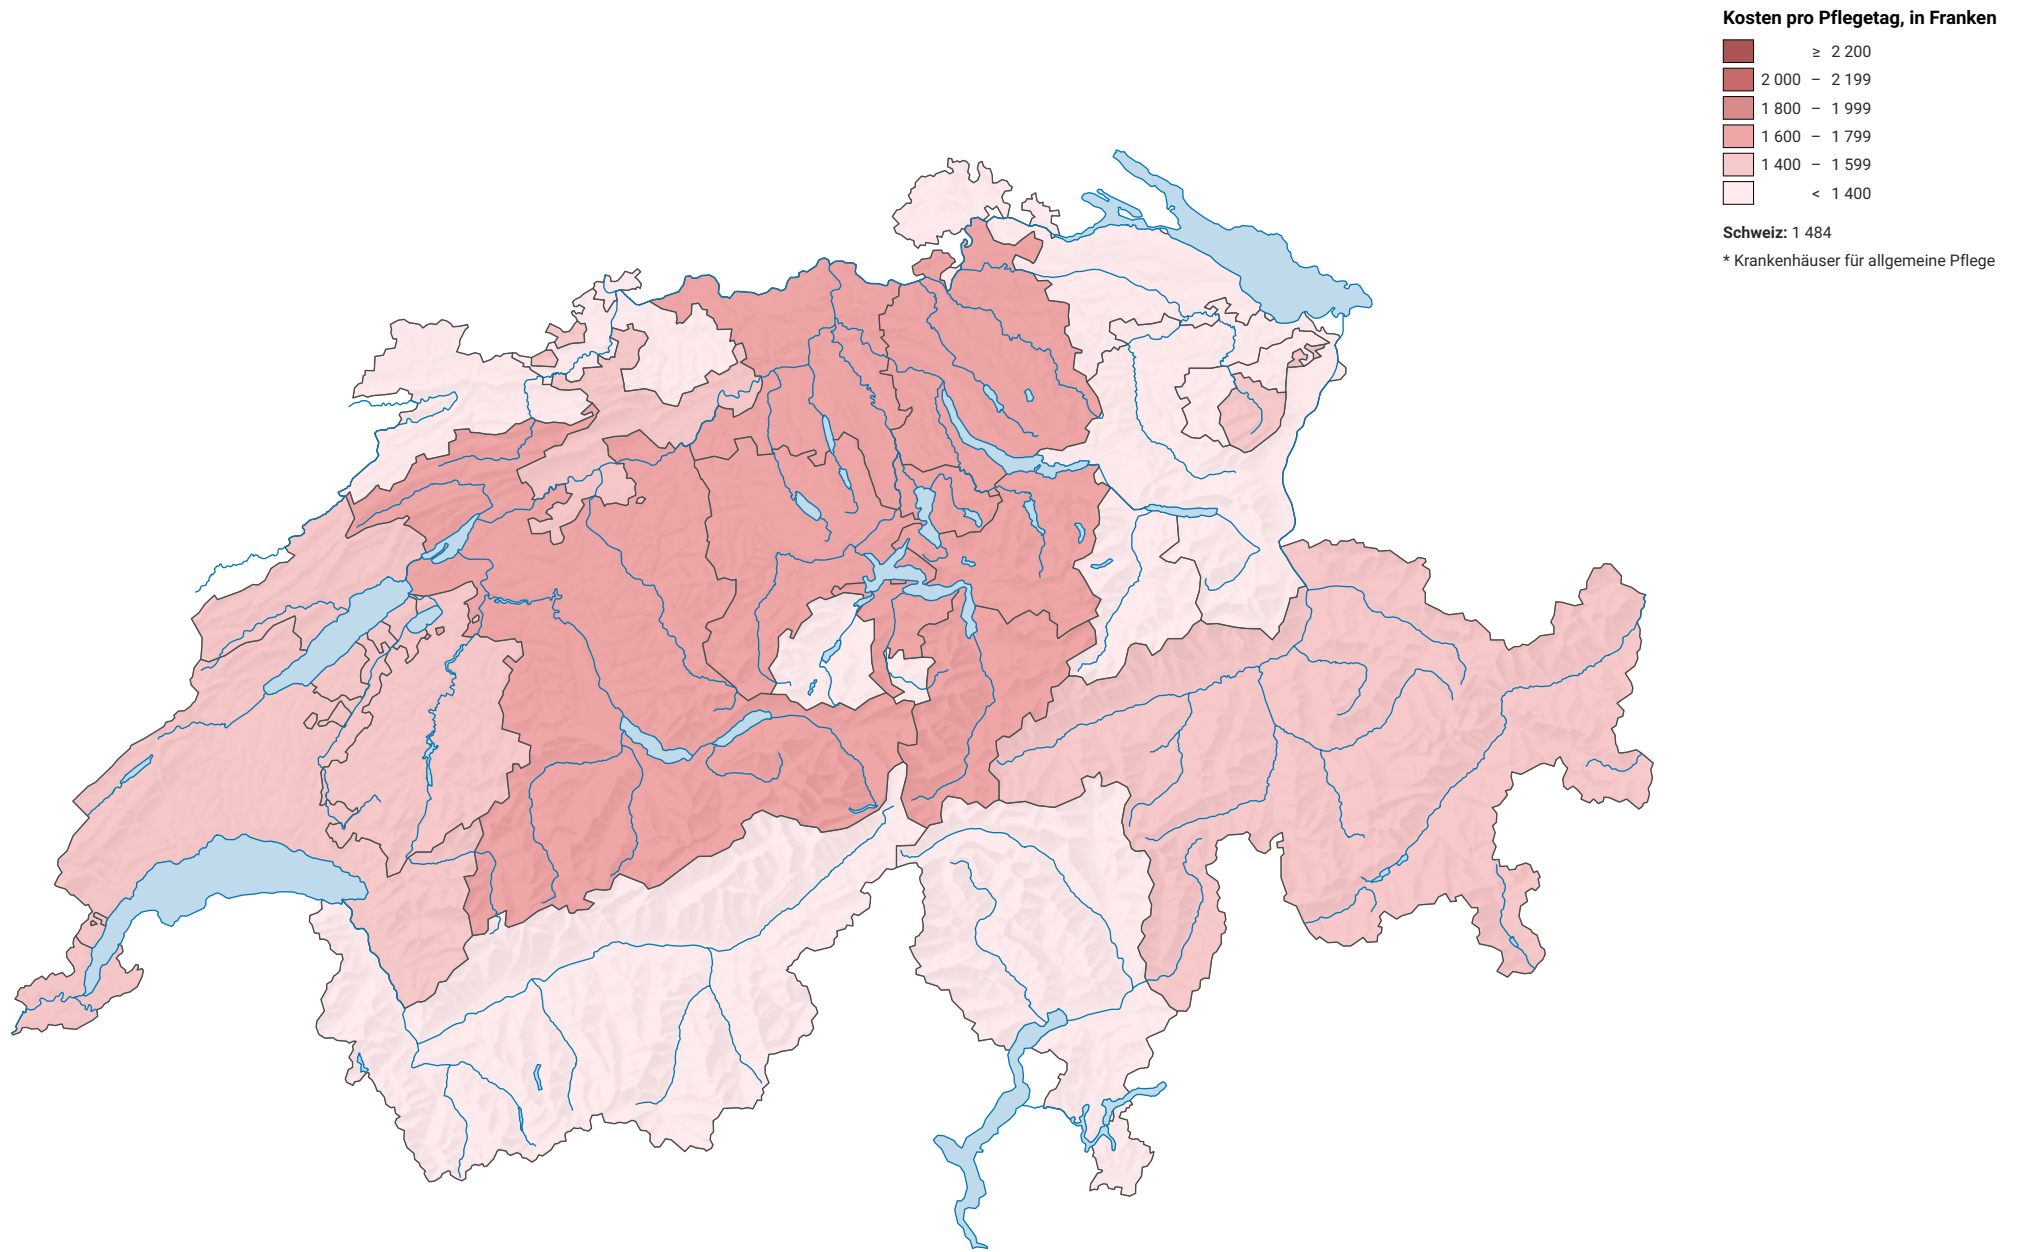 Kosten pro Pflegetag, in Franken
≥ 2 200
2 000 – 2 199
1 800 – 1 999
1 600 – 1 799
1 400 – 1 599
< 1 400
Schweiz: 1 484
* Krankenhäuser für allgemeine Pflege